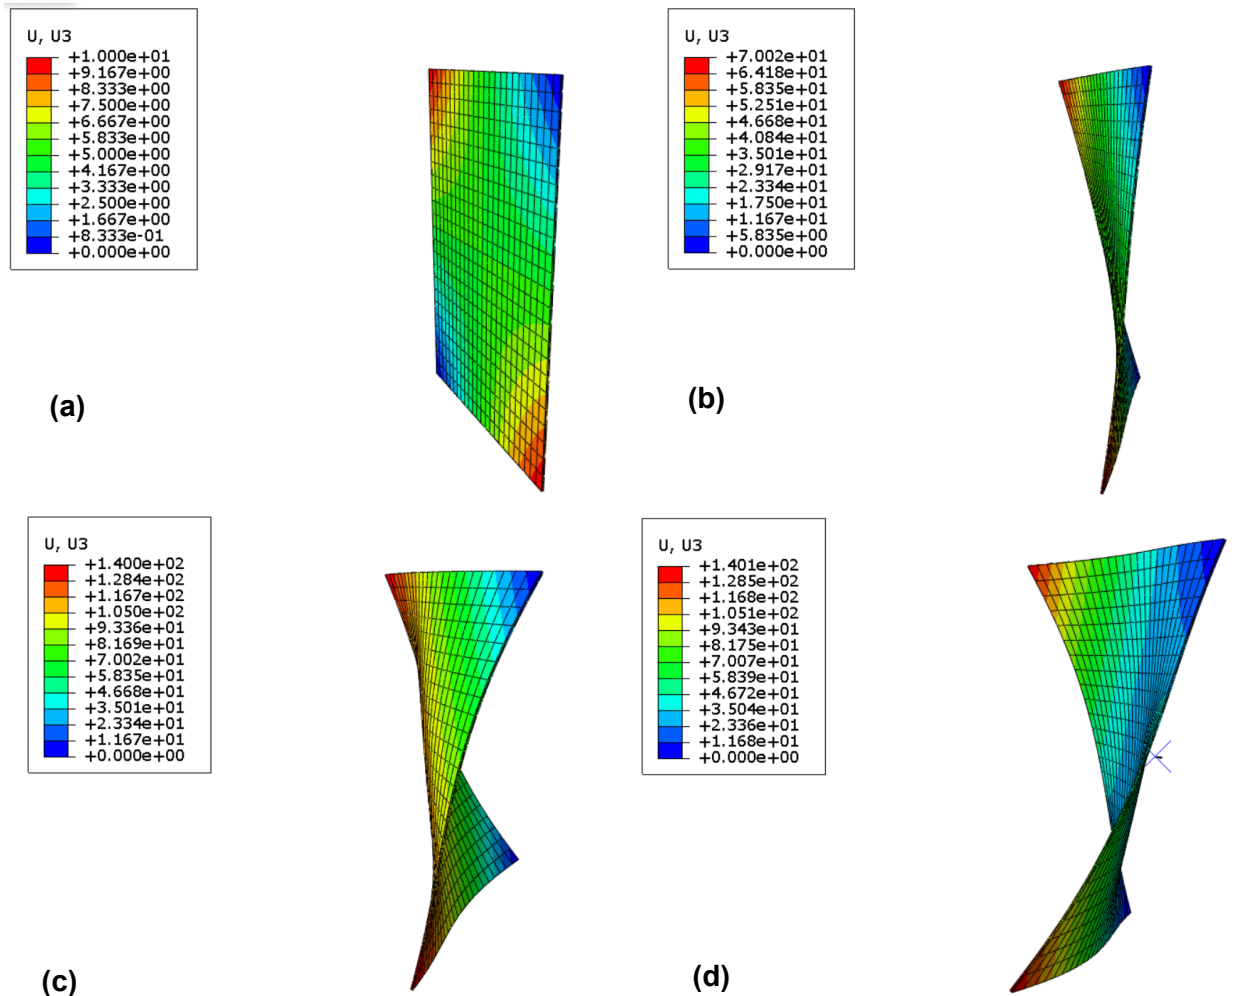 U, U3
+1.000e+01
+9.167e+00
+8.333e+00
+7.500e+00
+6.667e+00
+5.833e+00
+5.000e+00
+4.167e+00
+3.333e+00
+2.500e+00
+1.667e+00
+8.333e-01
+0.000e+00
(a)
U, U3
+7.002e+01
+6.418e+01
+5.835e+01
+5.251e+01
+4.668e+01
+4.084e+01
+3.501e+01
+2.917e+01
+2.334e+01
+1.750e+01
+1.167e+01
+5.835e+00
+0.000e+00
(b)
U, U3
+1.400e+02
+1.284e+02
+1.167e+02
+1.050e+02
+9.336e+01
+8.169e+01
+7.002e+01
+5.835e+01
+4.668e+01
+3.501e+01
+2.334e+01
+1.167e+01
+0.000e+00
(c)
U, U3
+1.401e+02
+1.285e+02
+1.168e+02
+1.051e+02
+9.343e+01
+8.175e+01
+7.007e+01
+5.839e+01
+4.672e+01
+3.504e+01
+2.336e+01
+1.168e+01
+0.000e+00
(d)